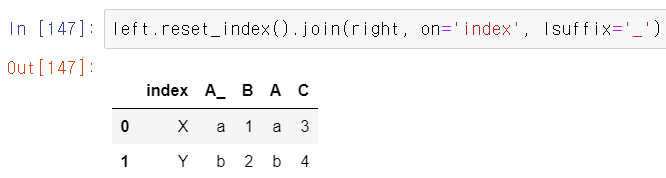 In [147]: left.reset_index().join(right, on='index', lsuffix='_')
Out[147]:
index A_ B A C
0 X a 1 a 3
1 Y b 2 b 4